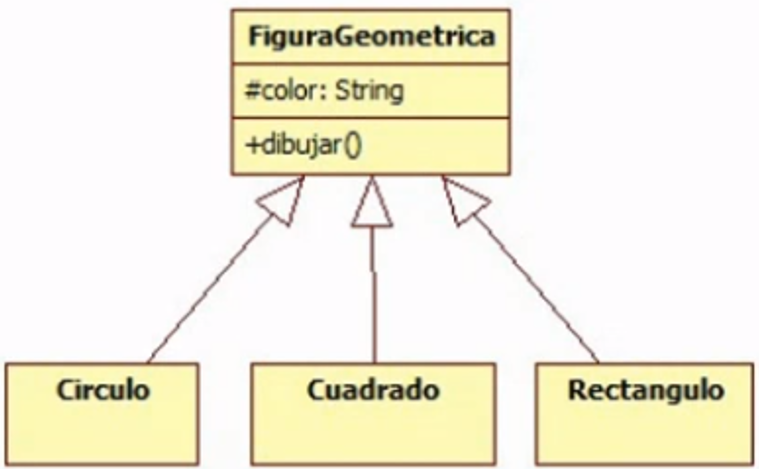 FiguraGeometrica
#color: String
+dibujar()
Circulo
Cuadrado
Rectangulo